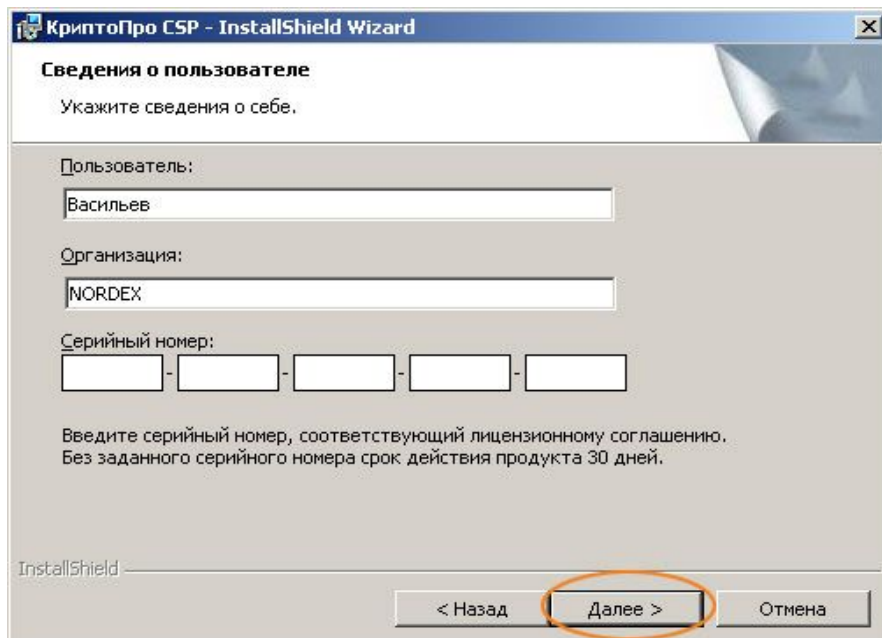 КриптоПро CSP - InstallShield Wizard
Сведения о пользователе
Укажите сведения о себе.
Пользователь:
Васильев
Организация:
NORDEX
Серийный номер:
- - - -
Введите серийный номер, соответствующий лицензионному соглашению.
Без заданного серийного номера срок действия продукта 30 дней.
InstallShield
< Назад Далее > Отмена